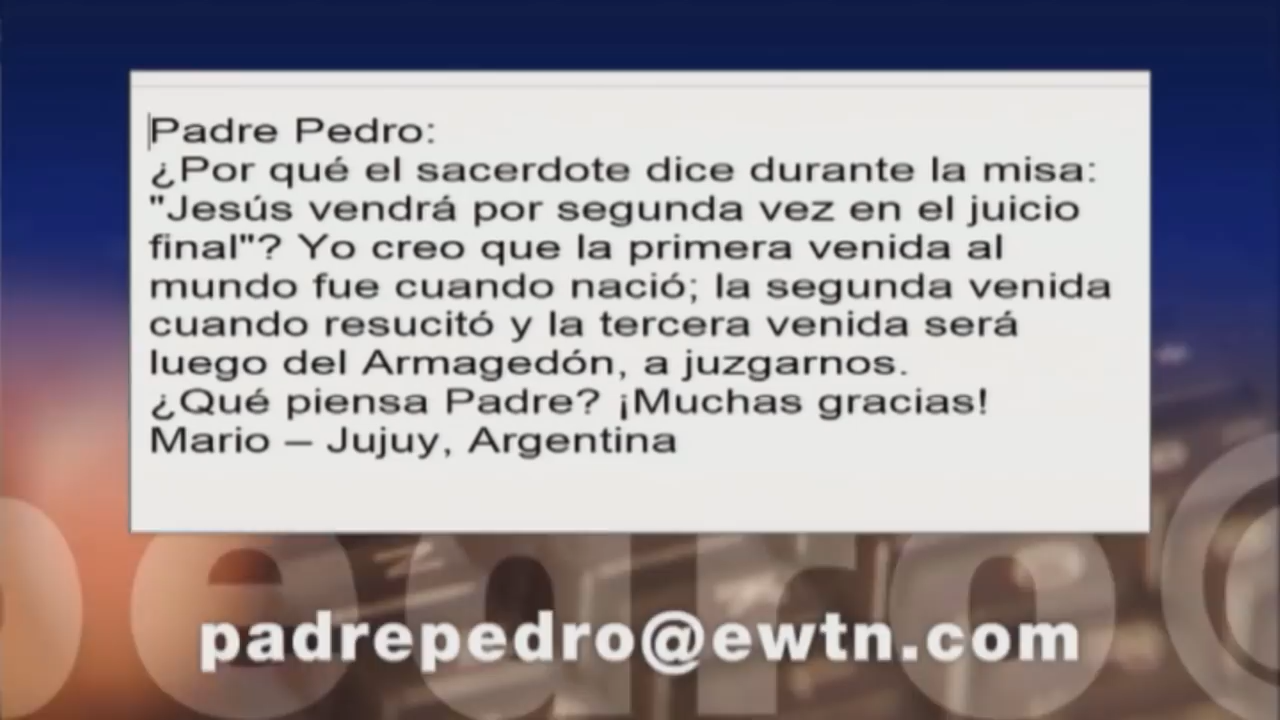 Padre Pedro:
¿Por qué el sacerdote dice durante la misa:
"Jesús vendrá por segunda vez en el juicio
final"? Yo creo que la primera venida al
mundo fue cuando nació; la segunda venida
cuando resucitó y la tercera venida será
luego del Armagedón, a juzgarnos.
¿Qué piensa Padre? ¡Muchas gracias!
Mario – Jujuy, Argentina
pedro@
padrepedro@ewtn.com